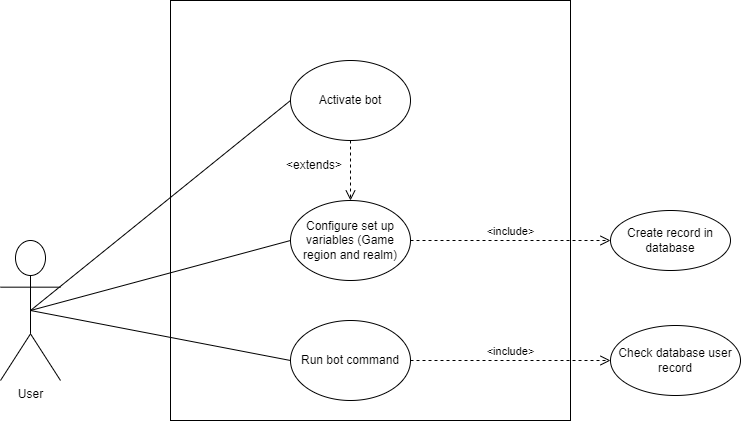 Activate bot
<extends>
Configure set up
variables (Game
region and realm)
<include>
Create record in
database
Run bot command
<include>
Check database user
record
User